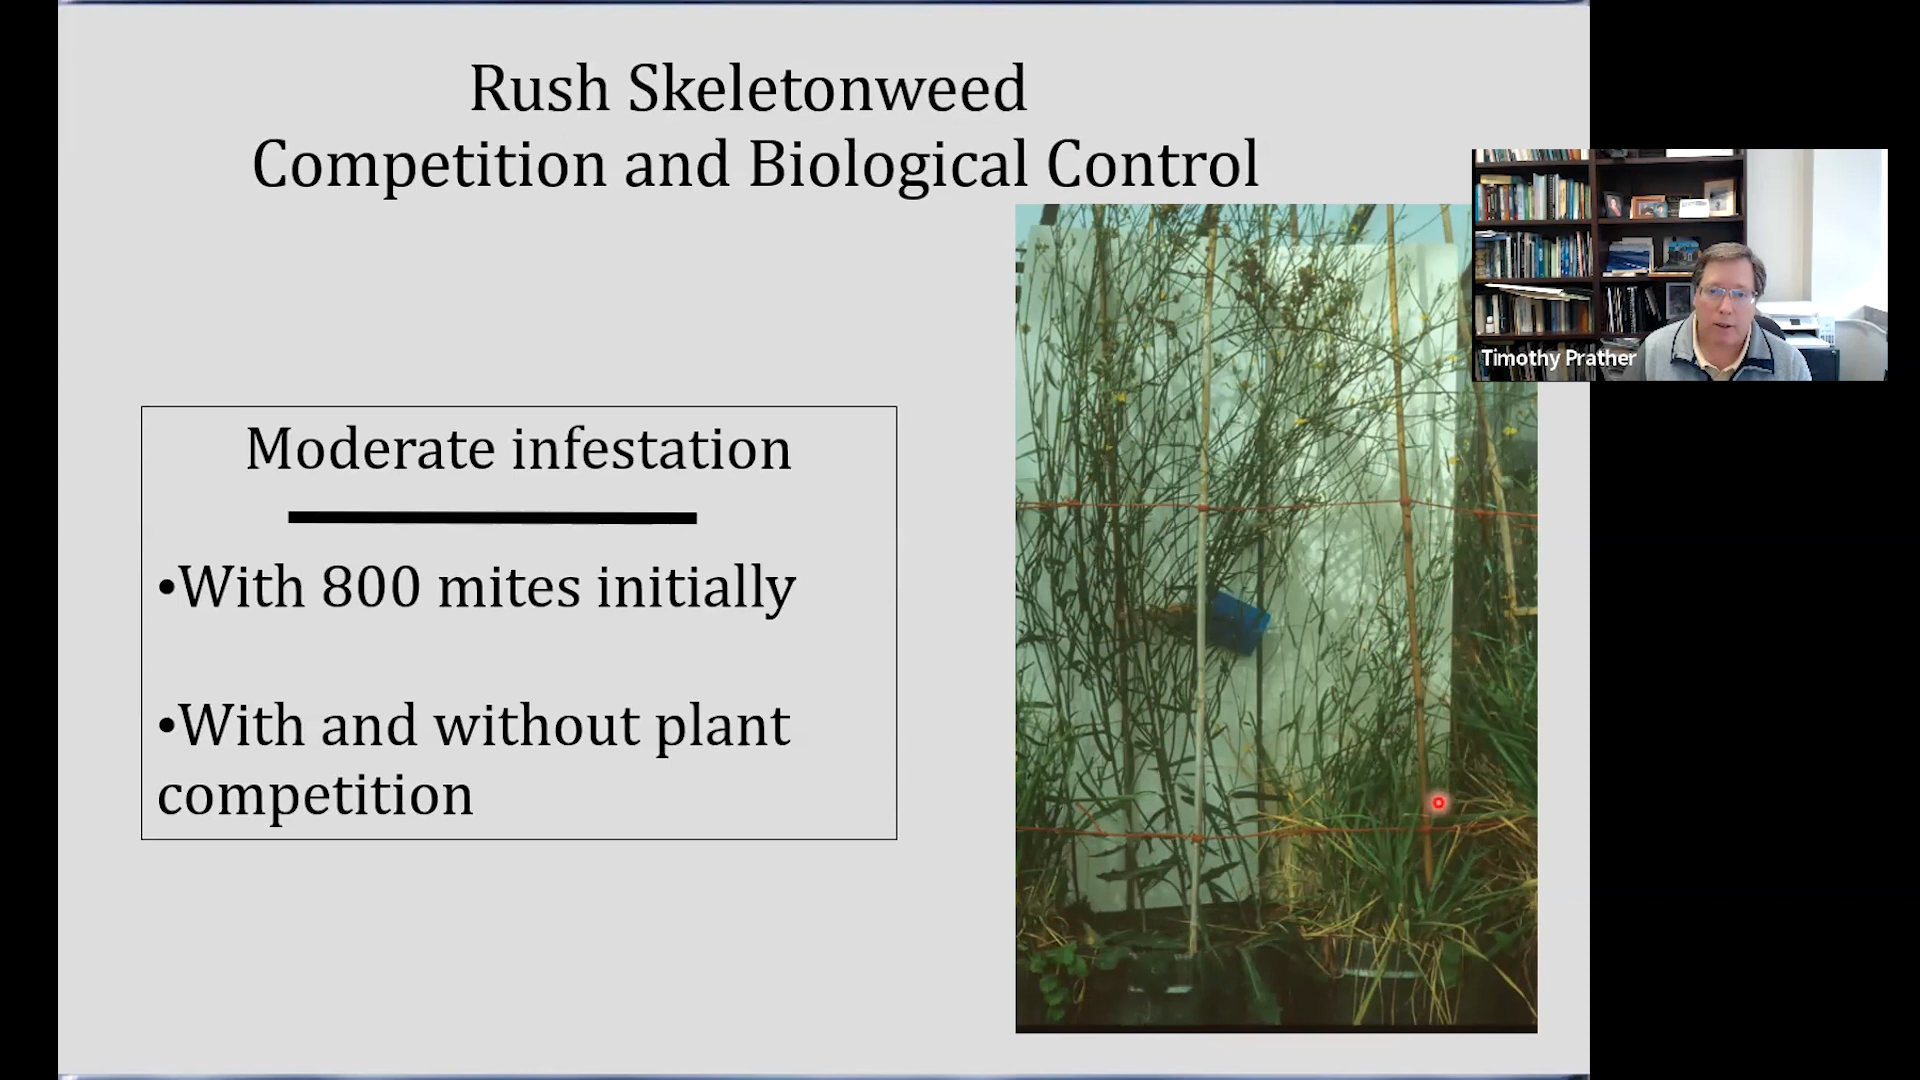 Rush Skeletonweed
Competition and Biological Control
Timothy Prather
Moderate infestation
•With 800 mites initially
•With and without plant
competition